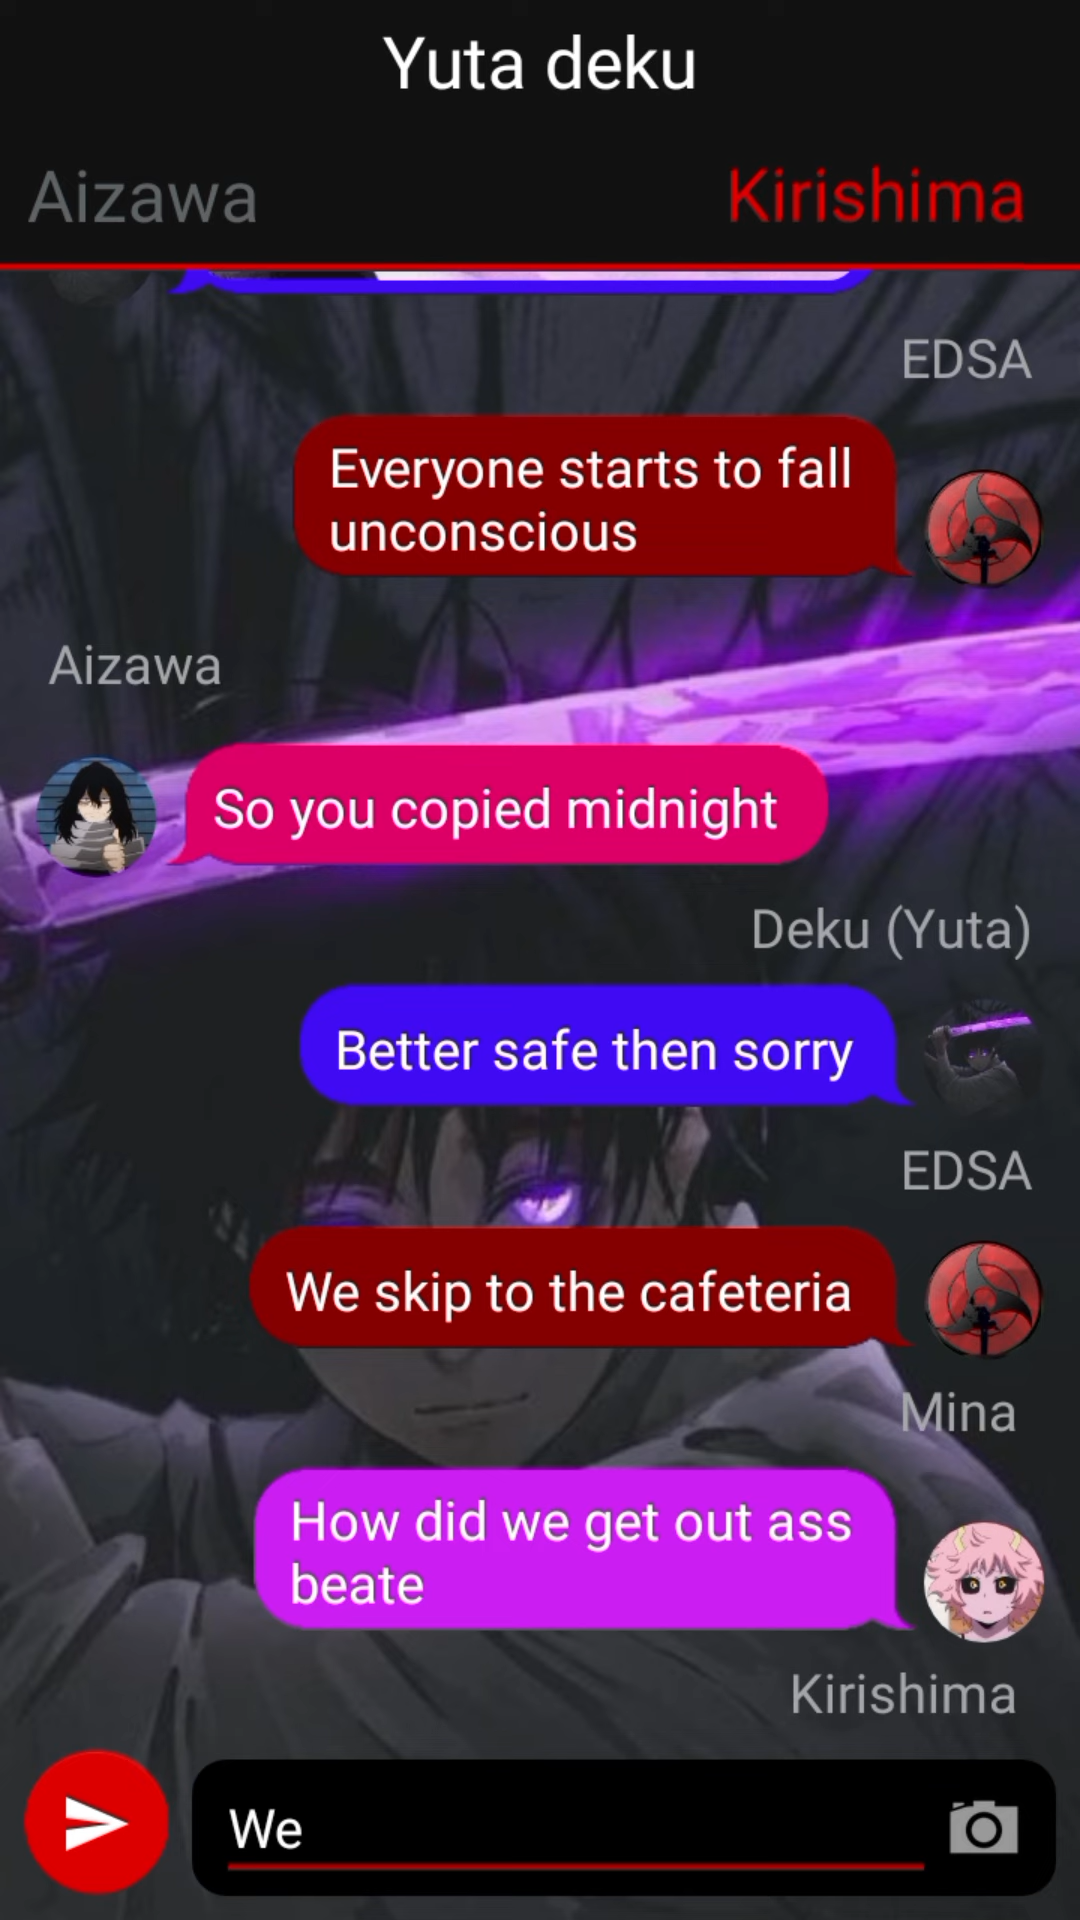 Yuta deku
Aizawa
Kirishima
EDSA
Everyone starts to fall
unconscious
Aizawa
So you copied midnight
Deku (Yuta)
Better safe then sorry
EDSA
We skip to the cafeteria
Mina
How did we get out ass
beate
Kirishima
We